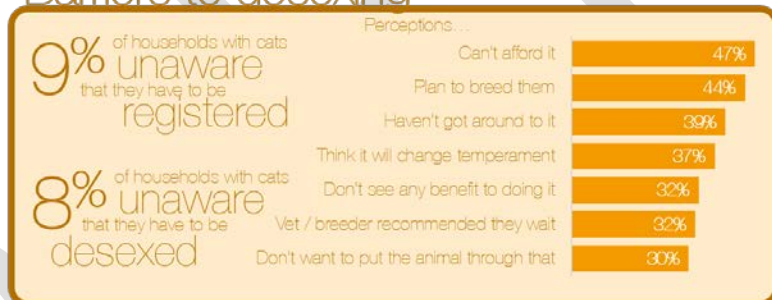 Barriers to desexing
9% of households with cats
unaware
that they have to be
registered
8% of households with cats
unaware
that they have to be
desexed
Perceptions...
Can't afford it 47%
Plan to breed them 44%
Haven't got around to it 39%
Think it will change temperament 37%
Don't see any benefit to doing it 32%
Vet / breeder recommended they wait 32%
Don't want to put the animal through that 30%